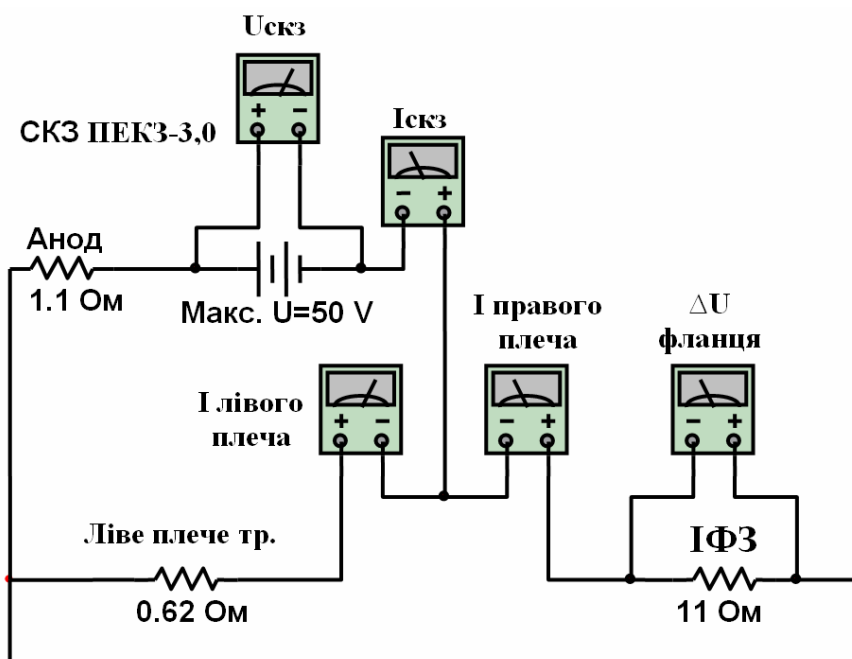 Uскз
+ −
СКЗ ПЕКЗ-3,0
Iскз
− +
Анод
1.1 Ом
Макс. U=50 V
I правого
плеча
ΔU
фланця
I лівого
плеча
+ −
− +
− +
Ліве плече тр.
0.62 Ом
ІФЗ
11 Ом